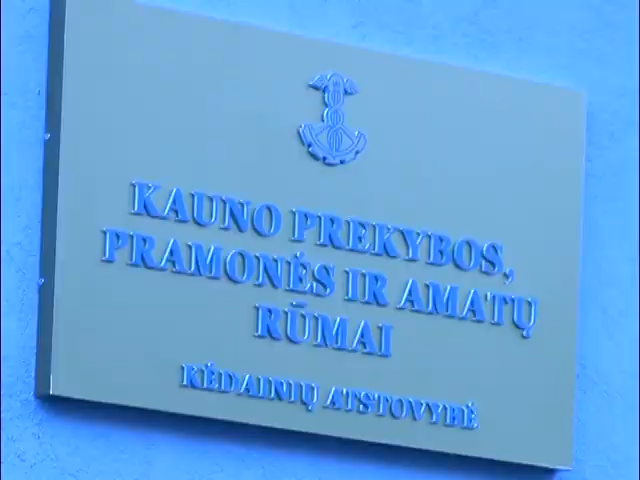 KAUNO PREKYBOS,
PRAMONĖS IR AMATŲ
RŪMAI
KĖDAINIŲ ATSTOVYBĖ